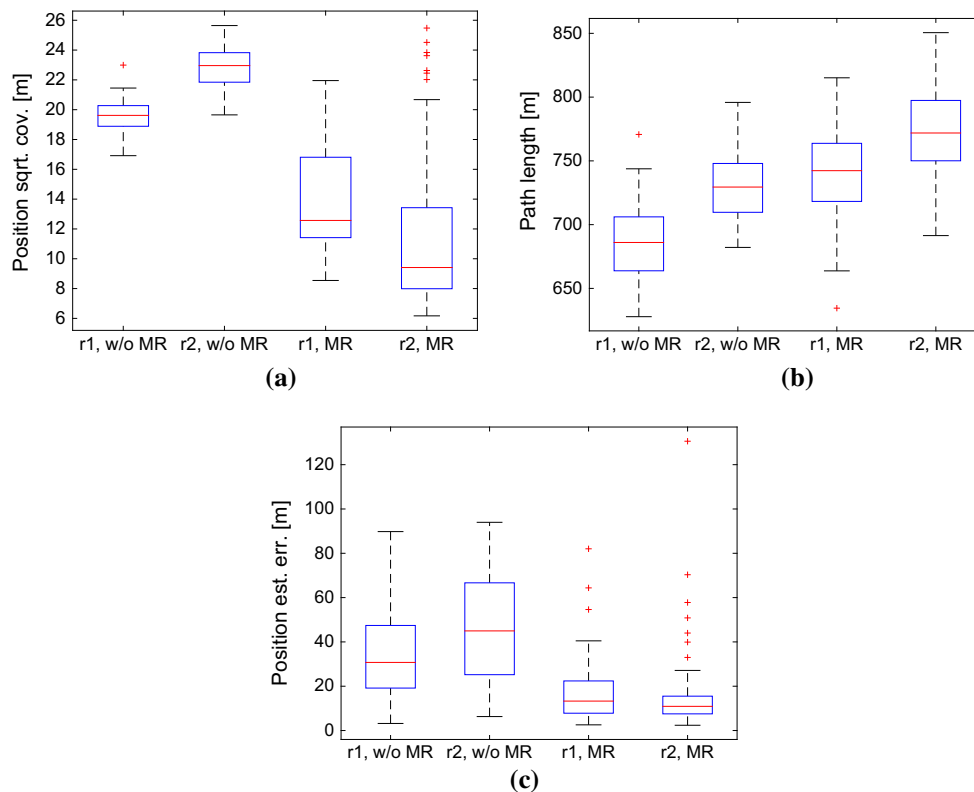 Position sqrt. cov. [m]
26
24
22
20
18
16
14
12
10
8
6
r1, w/o MR r2, w/o MR r1, MR r2, MR
(a)
Path length [m]
850
800
750
700
650
r1, w/o MR r2, w/o MR r1, MR r2, MR
(b)
Position est. err. [m]
120
100
80
60
40
20
0
r1, w/o MR r2, w/o MR r1, MR r2, MR
(c)